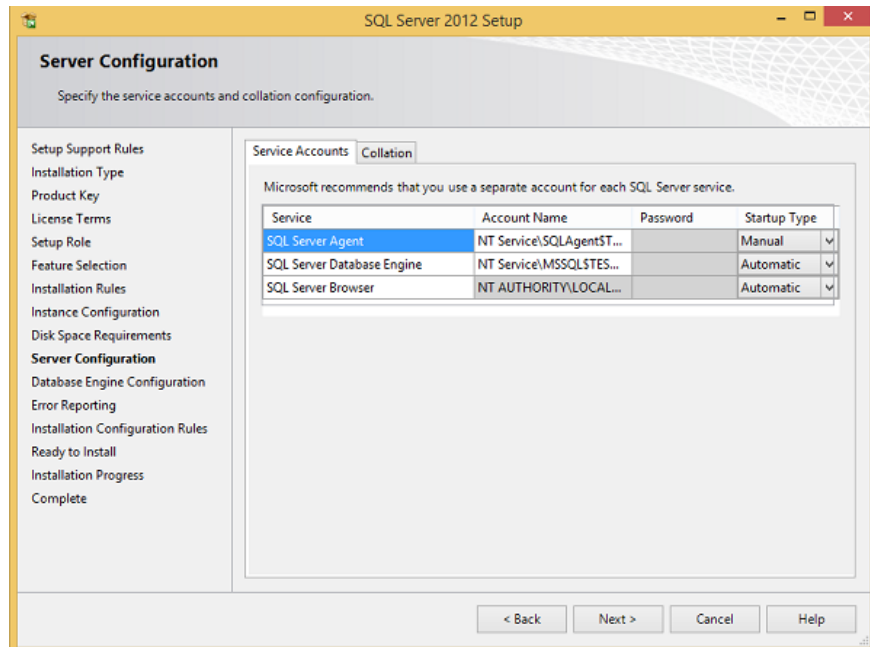 SQL Server 2012 Setup
Server Configuration
Specify the service accounts and collation configuration.
Setup Support Rules
Installation Type
Product Key
License Terms
Setup Role
Feature Selection
Installation Rules
Instance Configuration
Disk Space Requirements
Server Configuration
Database Engine Configuration
Error Reporting
Installation Configuration Rules
Ready to Install
Installation Progress
Complete
Service Accounts Collation
Microsoft recommends that you use a separate account for each SQL Server service.
Service Account Name Password Startup Type
SQL Server Agent NT Service\SQLAgent$T... Manual
SQL Server Database Engine NT Service\MSSQL$TES... Automatic
SQL Server Browser NT AUTHORITY\LOCAL... Automatic
< Back Next > Cancel Help